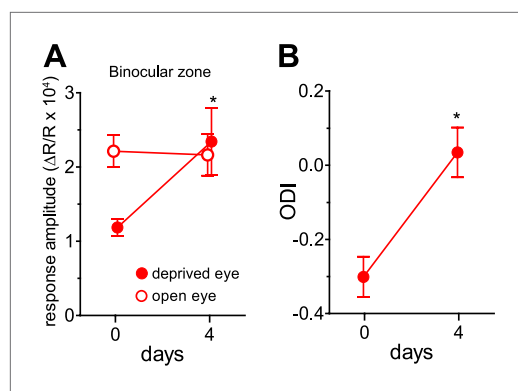 A
Binocular zone
response amplitude (ΔR/R x 10⁴)
3
2
1
0
*
deprived eye
open eye
0 4
days
B
ODI
0.2
0.0
-0.2
-0.4
*
0 4
days